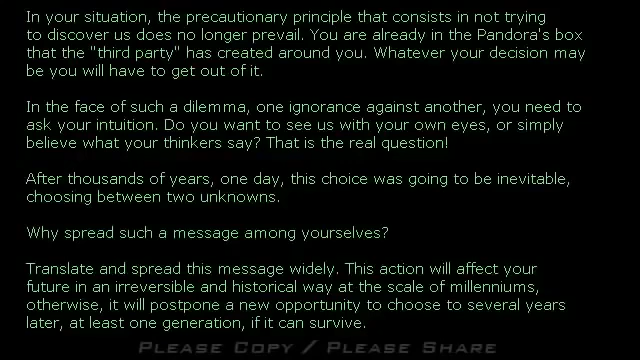 In your situation, the precautionary principle that consists in not trying
to discover us does no longer prevail. You are already in the Pandora's box
that the "third party" has created around you. Whatever your decision may
be you will have to get out of it.
In the face of such a dilemma, one ignorance against another, you need to
ask your intuition. Do you want to see us with your own eyes, or simply
believe what your thinkers say? That is the real question!
After thousands of years, one day, this choice was going to be inevitable,
choosing between two unknowns.
Why spread such a message among yourselves?
Translate and spread this message widely. This action will affect your
future in an irreversible and historical way at the scale of millenniums,
otherwise, it will postpone a new opportunity to choose to several years
later, at least one generation, if it can survive.
Please Copy / Please Share